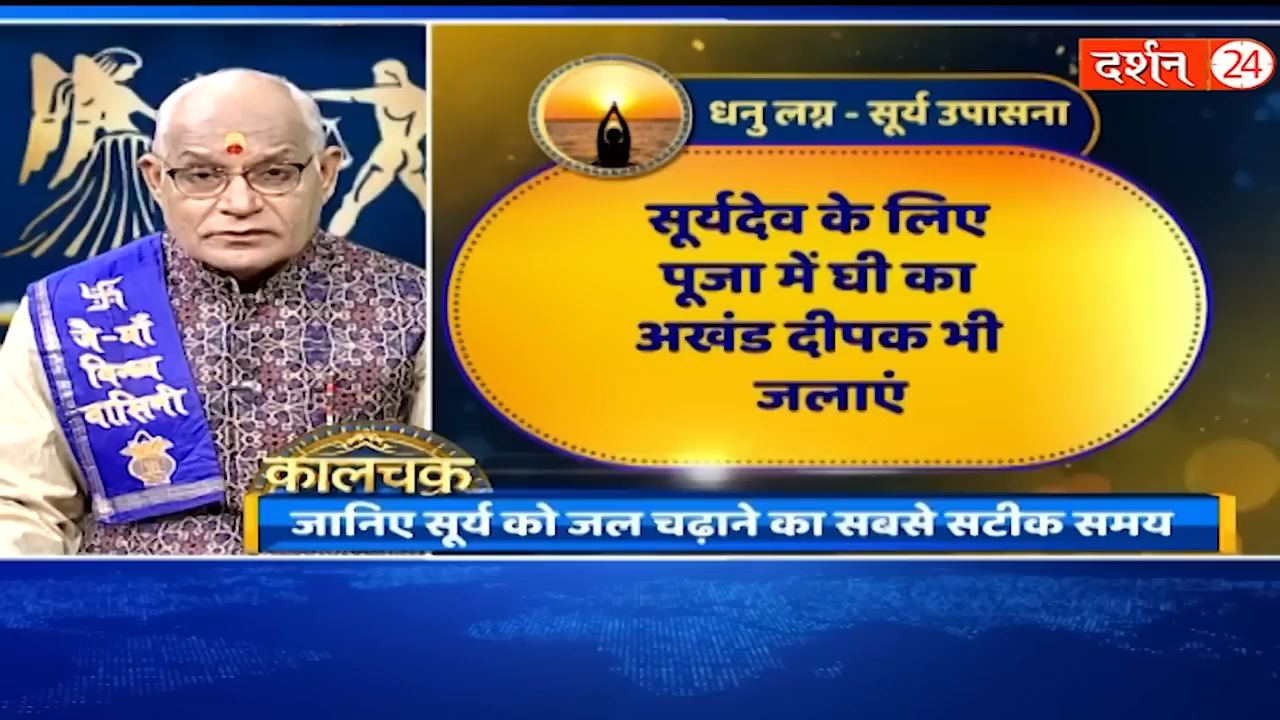 दर्शन 24
धनु लग्न - सूर्य उपासना
सूर्यदेव के लिए
पूजा में घी का
अखंड दीपक भी
जलाएं
जै-माँ
विन्ध्य
वासिनी
कालचक्र
जानिए सूर्य को जल चढ़ाने का सबसे सटीक समय